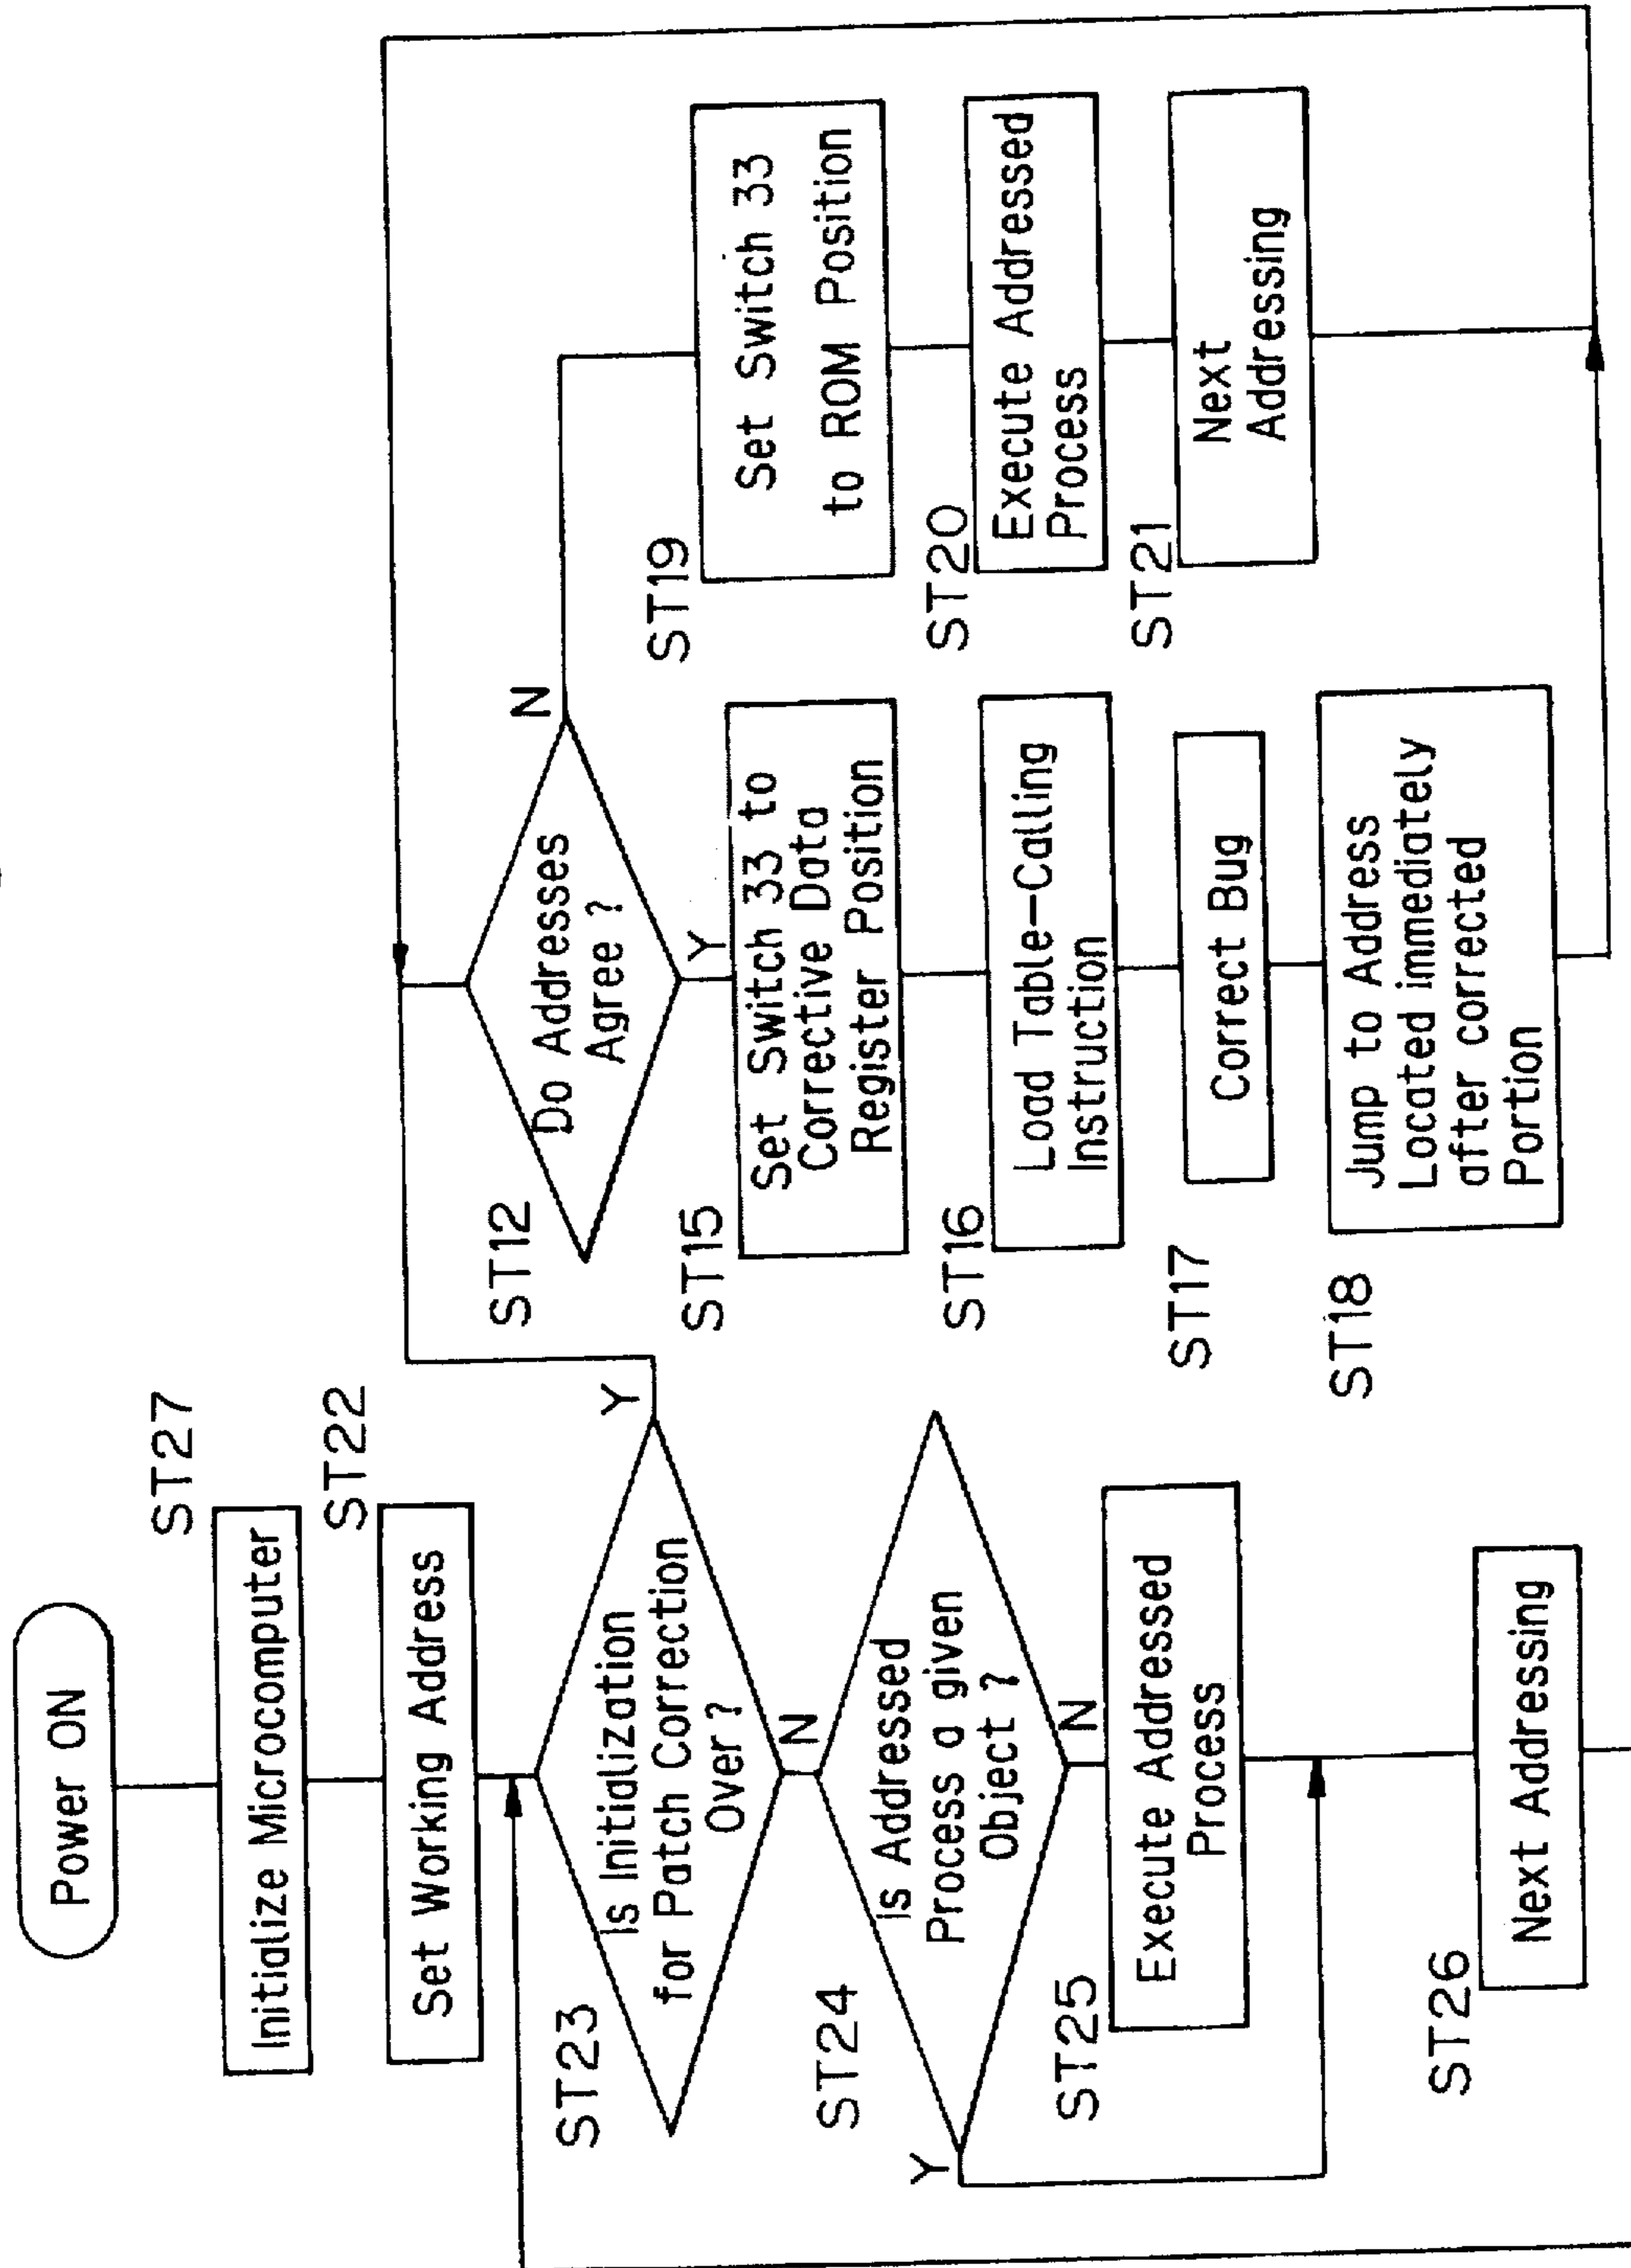 Power ON
ST27
Initialize Microcomputer
ST22
Set Working Address
ST23
Is Initialization
for Patch Correction
Over ?
Y
N
ST24
is Addressed
Process a given
Object ?
Y
N
ST25
Execute Addressed
Process
ST26
Next Addressing
ST12
Do Addresses
Agree ?
N
Y
ST15
Set Switch 33 to
Corrective Data
Register Position
ST16
Load Table-Calling
Instruction
ST17
Correct Bug
ST18
Jump to Address
Located immediately
after corrected
Portion
ST19
Set Switch 33
to ROM Position
ST20
Execute Addressed
Process
ST21
Next
Addressing